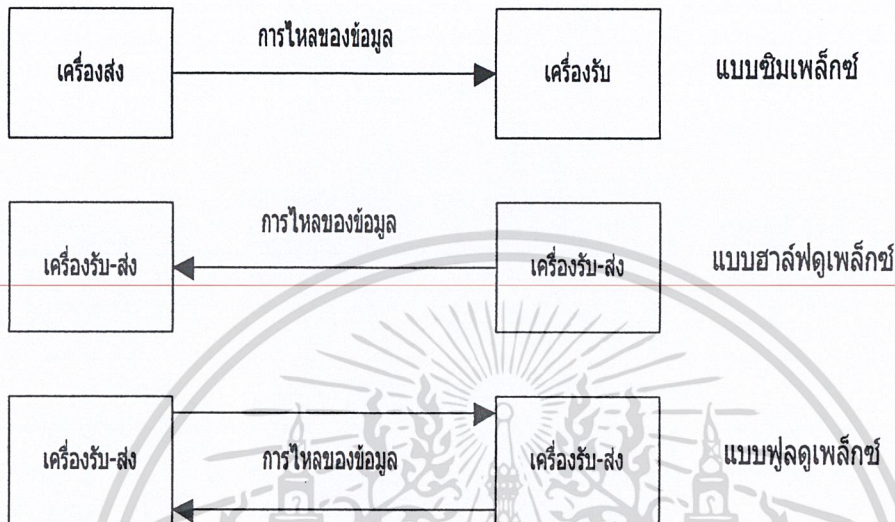 การไหลของข้อมูล
เครื่องส่ง เครื่องรับ แบบซิมเพล็กซ์
การไหลของข้อมูล
เครื่องรับ-ส่ง เครื่องรับ-ส่ง แบบฮาล์ฟดูเพล็กซ์
เครื่องรับ-ส่ง การไหลของข้อมูล เครื่องรับ-ส่ง แบบฟูลดูเพล็กซ์